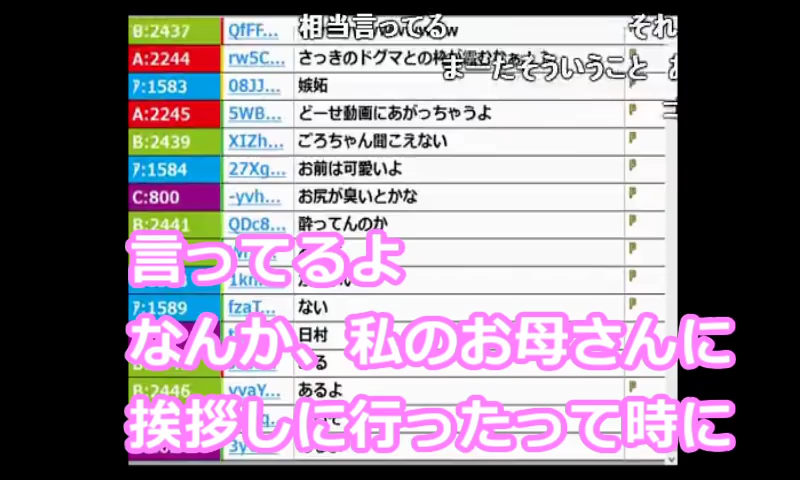 相当言ってる
それ
B:2437 QfFF...
A:2244 rw5C... さっきのドグマとの枠が
まーたそういうこと
ｱ:1583 08JJ... 嫉妬
A:2245 5WB... どーせ動画にあがっちゃうよ
B:2439 XIZh... ごろちゃん聞こえない
ｱ:1584 27Xg... お前は可愛いよ
C:800 -yvh... お尻が臭いとかな
B:2441 QDc8... 酔ってんのか
言ってるよ
ｱ:1589 fzaT... ない
日村
なんか、私のお母さんに
B:2446 yvaY... あるよ
挨拶しに行ったって時に